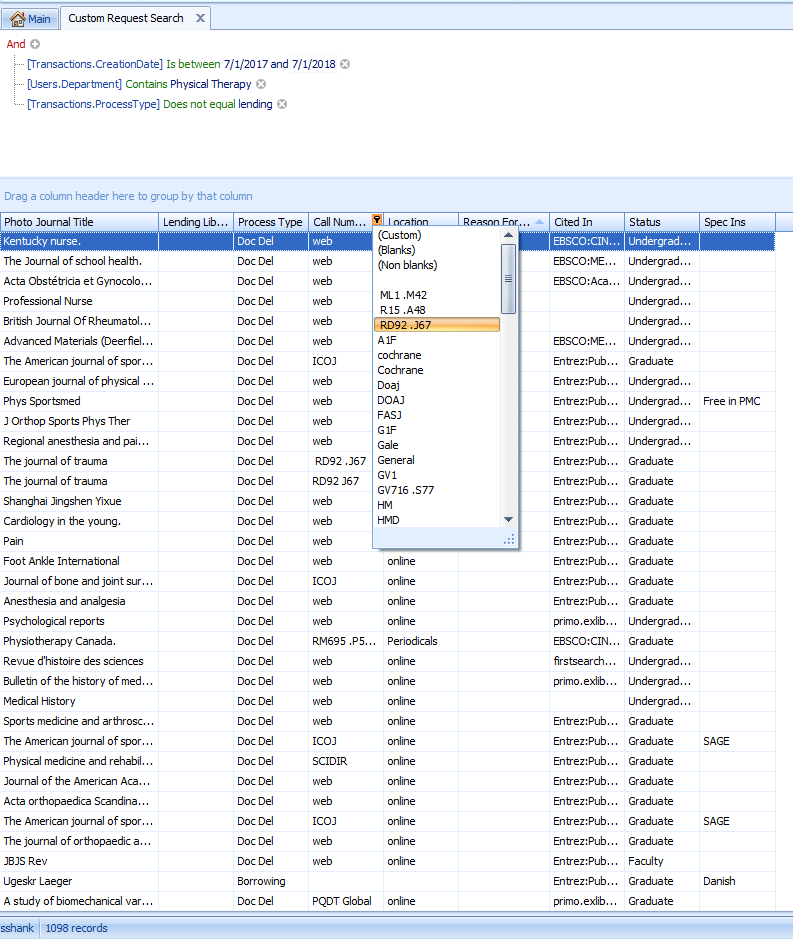 Main Custom Request Search
And
[Transactions.CreationDate] Is between 7/1/2017 and 7/1/2018
[Users.Department] Contains Physical Therapy
[Transactions.ProcessType] Does not equal lending
Drag a column header here to group by that column
Photo Journal Title Lending Lib... Process Type Call Num... Location Reason For... Cited In Status Spec Ins
Kentucky nurse. Doc Del web EBSCO:CIN... Undergrad...
The Journal of school health. Doc Del web EBSCO:ME... Undergrad...
Acta Obstétricia et Gynecolo... Doc Del web EBSCO:Aca... Undergrad...
Professional Nurse Doc Del web Undergrad...
British Journal Of Rheumatol... Doc Del web Undergrad...
Advanced Materials (Deerfiel... Doc Del web EBSCO:ME... Undergrad...
The American journal of spor... Doc Del ICOJ Entrez:Pub... Graduate
European journal of physical ... Doc Del web Entrez:Pub... Undergrad...
Phys Sportsmed Doc Del web Entrez:Pub... Undergrad... Free in PMC
J Orthop Sports Phys Ther Doc Del web Entrez:Pub... Undergrad...
Regional anesthesia and pai... Doc Del web Entrez:Pub... Undergrad...
The journal of trauma Doc Del RD92 .J67 Entrez:Pub... Graduate
The journal of trauma Doc Del RD92 J67 Entrez:Pub... Graduate
Shanghai Jingshen Yixue Doc Del web Entrez:Pub... Graduate
Cardiology in the young. Doc Del web Entrez:Pub... Graduate
Pain Doc Del web Entrez:Pub... Graduate
(Custom)
(Blanks)
(Non blanks)
ML1 .M42
R15 .A48
RD92 .J67
A1F
cochrane
Cochrane
Doaj
DOAJ
FASJ
G1F
Gale
General
GV1
GV716 .S77
HM
HMD
Foot Ankle International Doc Del web online Entrez:Pub... Graduate
Journal of bone and joint sur... Doc Del ICOJ online Entrez:Pub... Graduate
Anesthesia and analgesia Doc Del web online Entrez:Pub... Graduate
Psychological reports Doc Del web online primo.exlib... Undergrad...
Physiotherapy Canada. Doc Del RM695 .P5... Periodicals EBSCO:CIN... Graduate
Revue d'histoire des sciences Doc Del web online firstsearch... Undergrad...
Bulletin of the history of med... Doc Del web online primo.exlib... Undergrad...
Medical History Doc Del web online Undergrad...
Sports medicine and arthrosc... Doc Del web online Entrez:Pub... Graduate
The American journal of spor... Doc Del ICOJ online Entrez:Pub... Graduate SAGE
Physical medicine and rehabil... Doc Del SCIDIR online Entrez:Pub... Graduate
Journal of the American Aca... Doc Del web online Entrez:Pub... Graduate
Acta orthopaedica Scandina... Doc Del web online Entrez:Pub... Graduate
The American journal of spor... Doc Del ICOJ online Entrez:Pub... Graduate SAGE
The journal of orthopaedic a... Doc Del web online Entrez:Pub... Graduate
JBJS Rev Doc Del web online Entrez:Pub... Faculty
Ugeskr Laeger Borrowing Entrez:Pub... Graduate Danish
A study of biomechanical var... Doc Del PQDT Global online primo.exlib... Graduate
sshank 1098 records